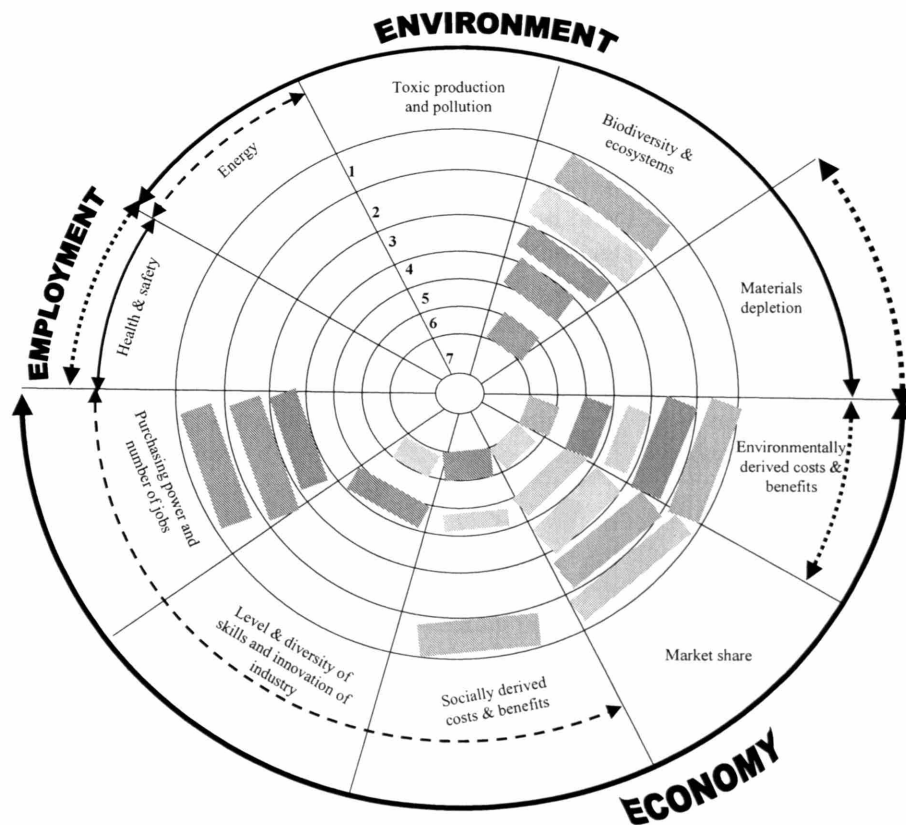 ENVIRONMENT
Toxic production
and pollution
Biodiversity &
ecosystems
Energy
EMPLOYMENT
Health & safety
Materials
depletion
1
2
3
4
5
6
7
Purchasing power and
number of jobs
Environmentally
derived costs &
benefits
Level & diversity of
skills and innovation of
industry
Socially derived
costs & benefits
Market share
ECONOMY